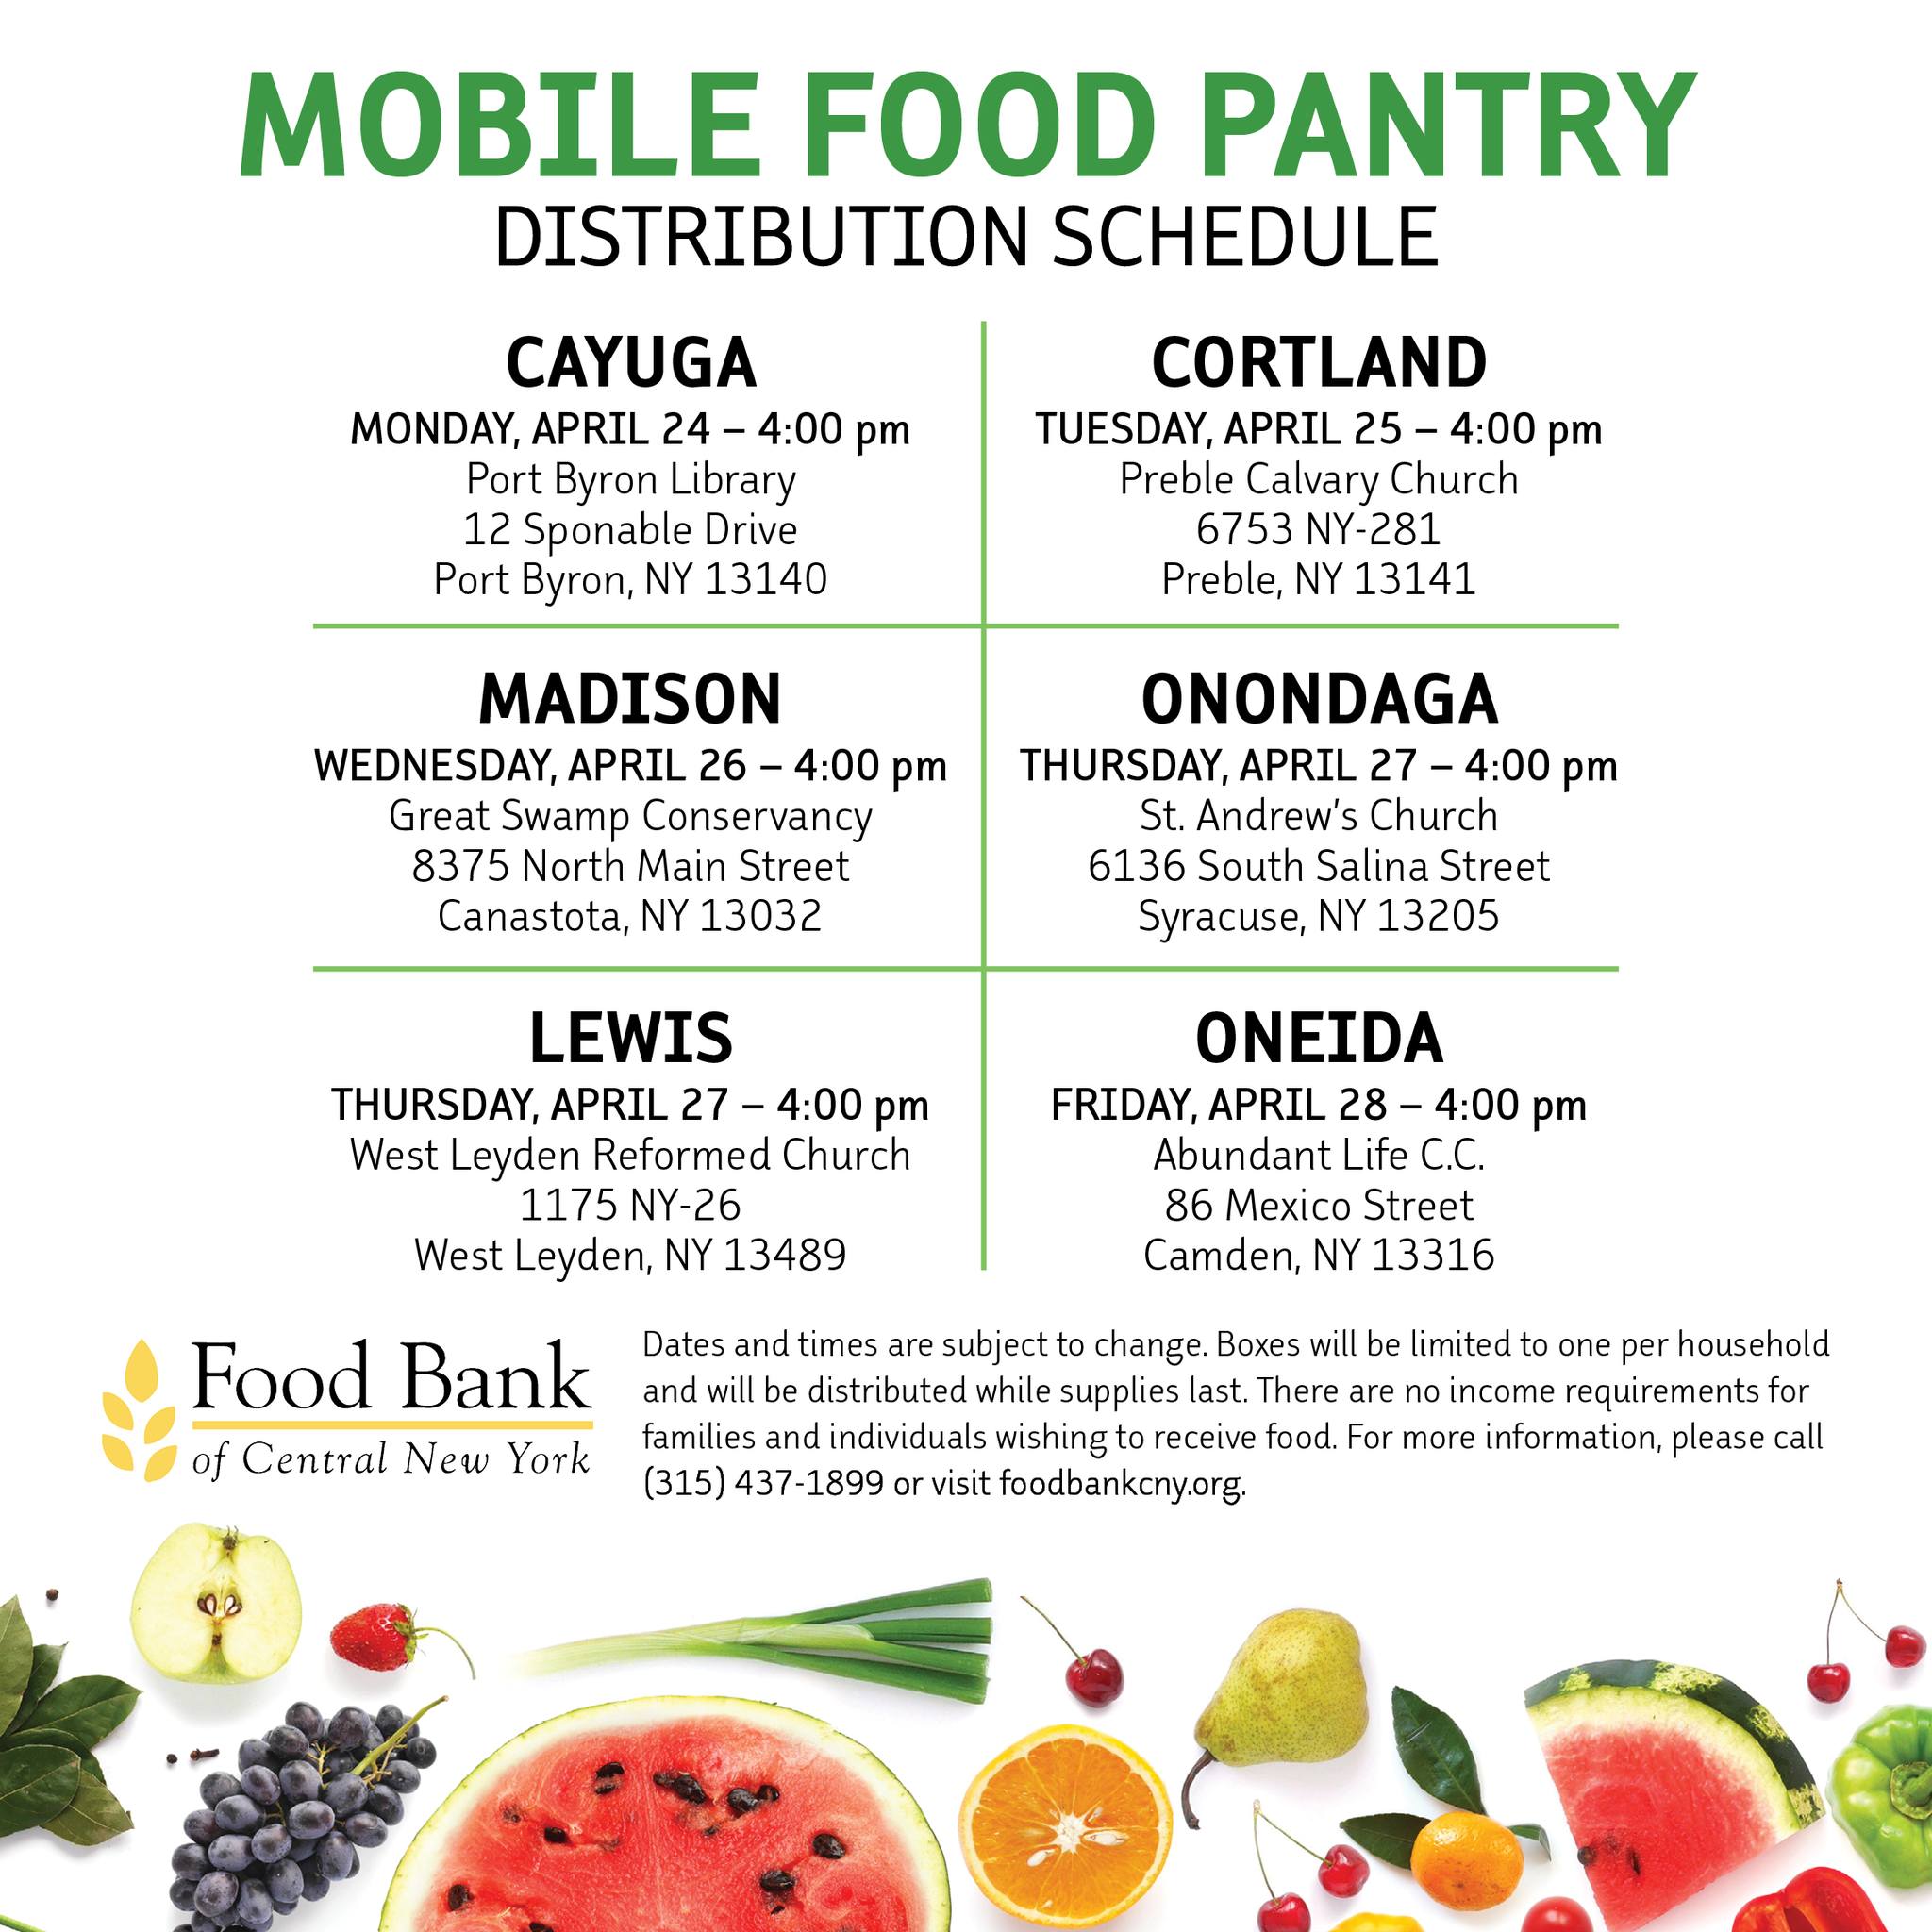 MOBILE FOOD PANTRY
DISTRIBUTION SCHEDULE
CAYUGA
MONDAY, APRIL 24 – 4:00 pm
Port Byron Library
12 Sponable Drive
Port Byron, NY 13140
CORTLAND
TUESDAY, APRIL 25 – 4:00 pm
Preble Calvary Church
6753 NY-281
Preble, NY 13141
MADISON
WEDNESDAY, APRIL 26 – 4:00 pm
Great Swamp Conservancy
8375 North Main Street
Canastota, NY 13032
ONONDAGA
THURSDAY, APRIL 27 – 4:00 pm
St. Andrew’s Church
6136 South Salina Street
Syracuse, NY 13205
LEWIS
THURSDAY, APRIL 27 – 4:00 pm
West Leyden Reformed Church
1175 NY-26
West Leyden, NY 13489
ONEIDA
FRIDAY, APRIL 28 – 4:00 pm
Abundant Life C.C.
86 Mexico Street
Camden, NY 13316
Food Bank
of Central New York
Dates and times are subject to change. Boxes will be limited to one per household
and will be distributed while supplies last. There are no income requirements for
families and individuals wishing to receive food. For more information, please call
(315) 437-1899 or visit foodbankcny.org.